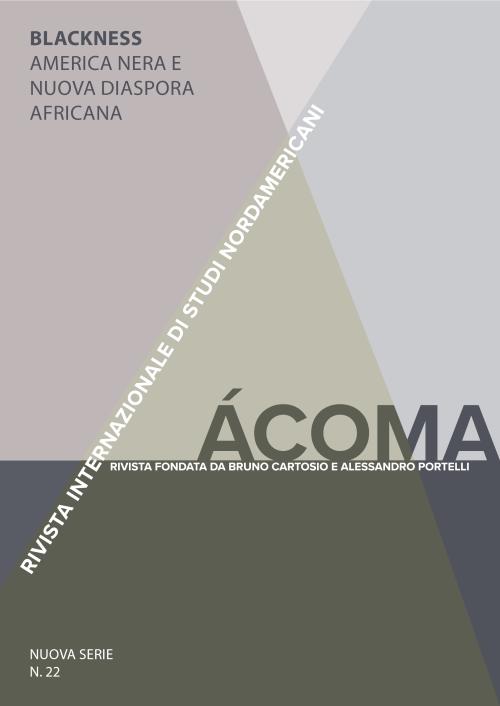 BLACKNESS
AMERICA NERA E
NUOVA DIASPORA
AFRICANA
RIVISTA INTERNAZIONALE DI STUDI NORDAMERICANI
ÁCOMA
RIVISTA FONDATA DA BRUNO CARTOSIO E ALESSANDRO PORTELLI
NUOVA SERIE
N. 22